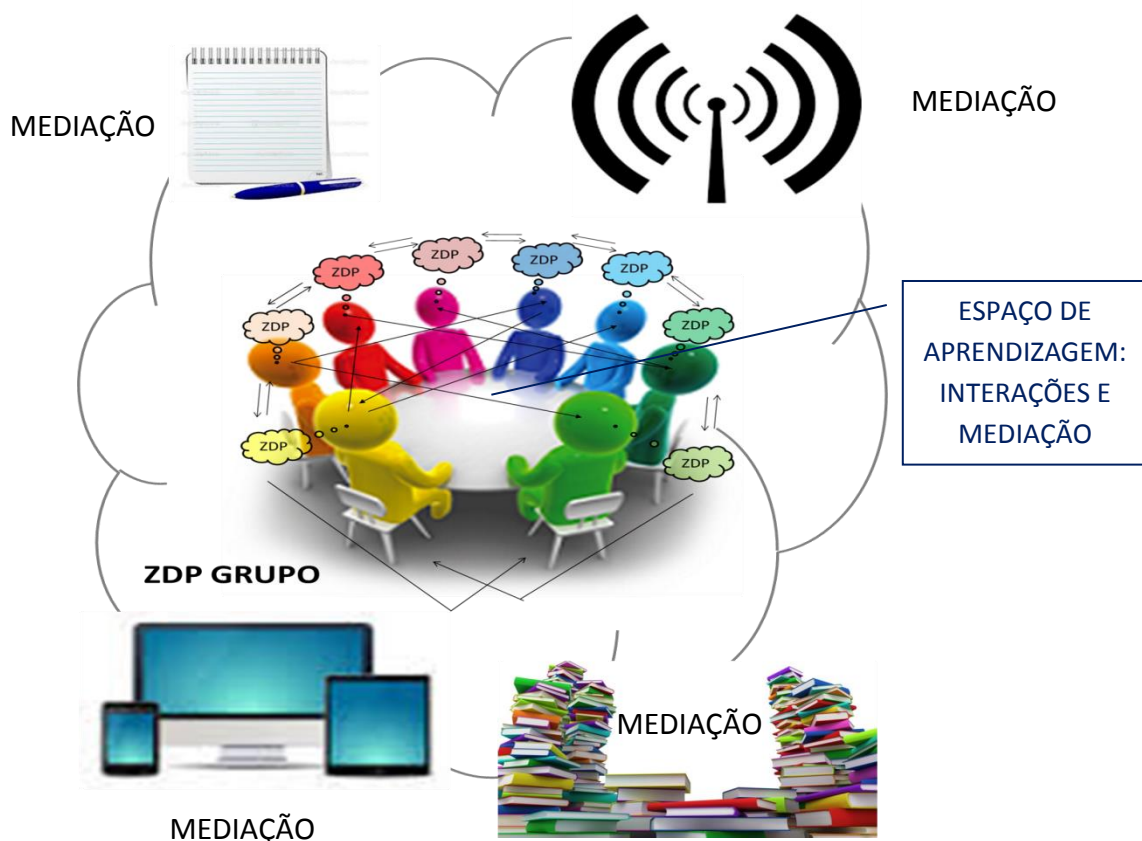 MEDIAÇÃO
MEDIAÇÃO
ZDP
ZDP
ZDP
ZDP
ZDP
ZDP
ZDP
ZDP
ESPAÇO DE
APRENDIZAGEM:
INTERAÇÕES E
MEDIAÇÃO
ZDP GRUPO
MEDIAÇÃO
MEDIAÇÃO